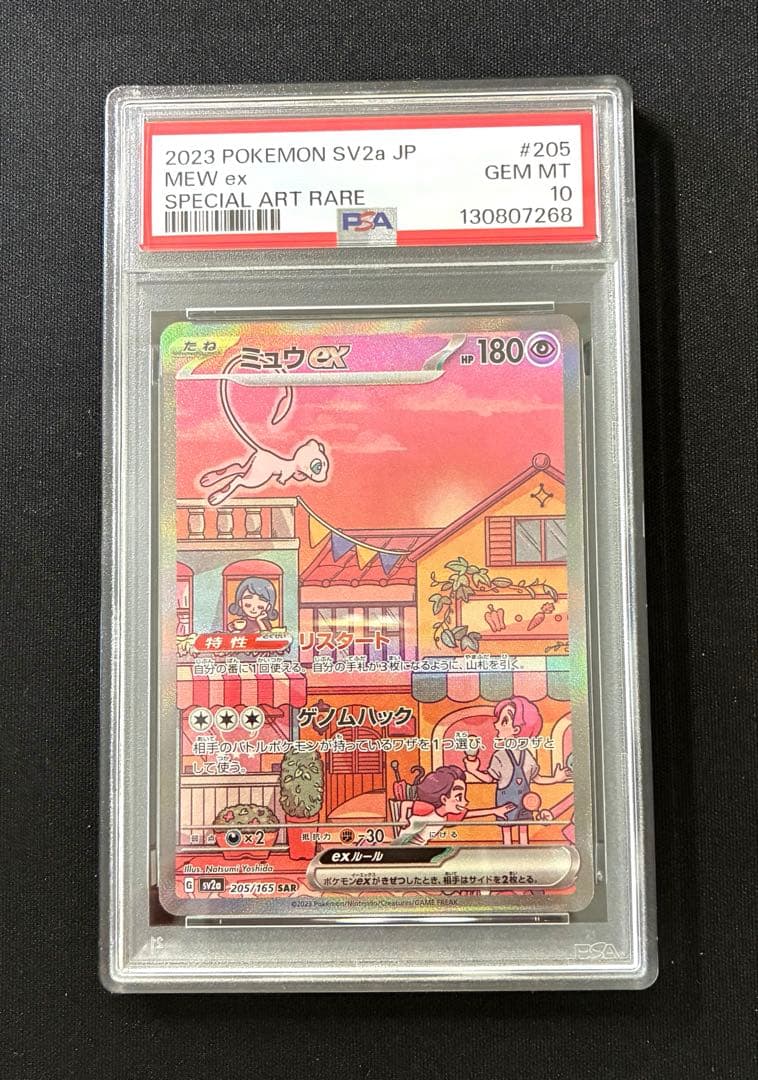 2023 POKEMON SV2a JP #205
MEW ex GEM MT
SPECIAL ART RARE 10
PSA 130807268
たね ミュウex HP 180
特性 リスタート
自分の番に1回使える。自分の手札が3枚になるように、山札を引く。
ゲノムハック
相手のバトルポケモンが持っているワザを1つ選び、このワザと
して使う。
弱点 ×2 抵抗力 -30 にげる
exルール
ポケモンexがきぜつしたとき、相手はサイドを2枚とる。
Illus. Natsumi Yoshida
G sv2a 205/165 SAR
©2023 Pokémon/Nintendo/Creatures/GAME FREAK
PSA